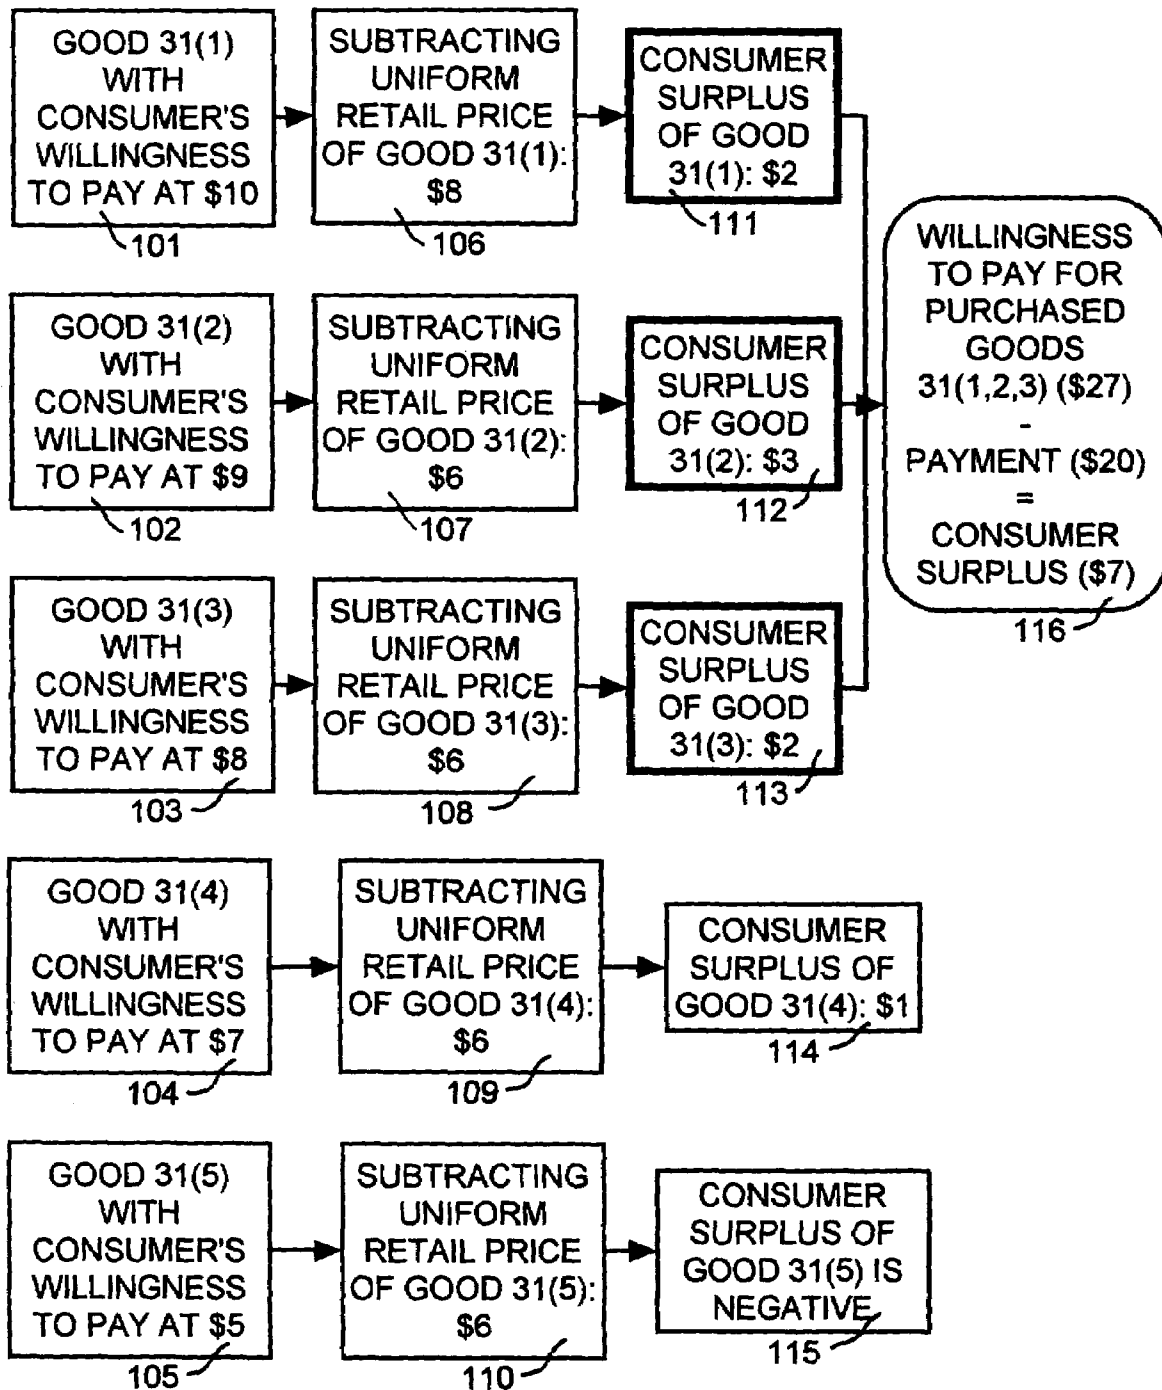 GOOD 31(1)
WITH
CONSUMER'S
WILLINGNESS
TO PAY AT $10
101
SUBTRACTING
UNIFORM
RETAIL PRICE
OF GOOD 31(1):
$8
106
CONSUMER
SURPLUS
OF GOOD
31(1): $2
111
GOOD 31(2)
WITH
CONSUMER'S
WILLINGNESS
TO PAY AT $9
102
SUBTRACTING
UNIFORM
RETAIL PRICE
OF GOOD 31(2):
$6
107
CONSUMER
SURPLUS
OF GOOD
31(2): $3
112
WILLINGNESS
TO PAY FOR
PURCHASED
GOODS
31(1,2,3) ($27)
-
PAYMENT ($20)
=
CONSUMER
SURPLUS ($7)
116
GOOD 31(3)
WITH
CONSUMER'S
WILLINGNESS
TO PAY AT $8
103
SUBTRACTING
UNIFORM
RETAIL PRICE
OF GOOD 31(3):
$6
108
CONSUMER
SURPLUS
OF GOOD
31(3): $2
113
GOOD 31(4)
WITH
CONSUMER'S
WILLINGNESS
TO PAY AT $7
104
SUBTRACTING
UNIFORM
RETAIL PRICE
OF GOOD 31(4):
$6
109
CONSUMER
SURPLUS OF
GOOD 31(4): $1
114
GOOD 31(5)
WITH
CONSUMER'S
WILLINGNESS
TO PAY AT $5
105
SUBTRACTING
UNIFORM
RETAIL PRICE
OF GOOD 31(5):
$6
110
CONSUMER
SURPLUS OF
GOOD 31(5) IS
NEGATIVE
115